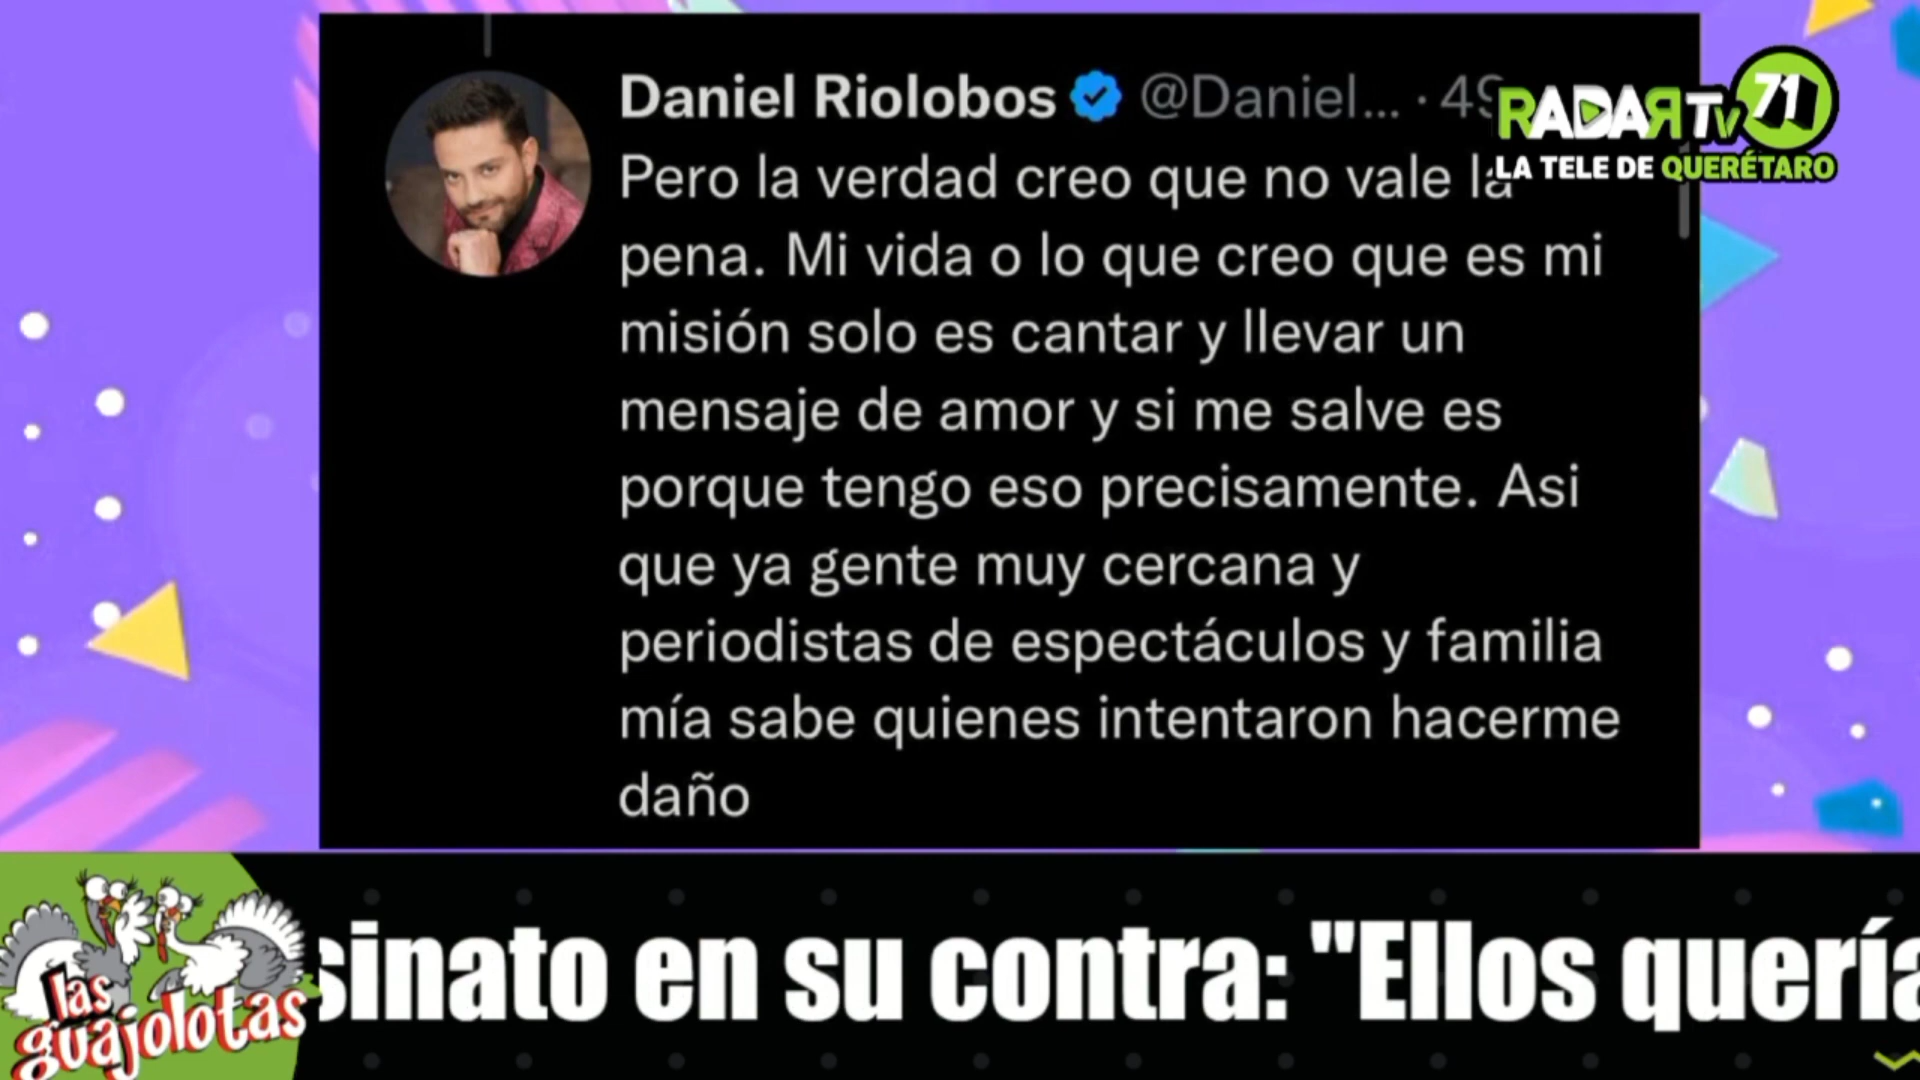 Daniel Riolobos @Daniel... · 49
RADAR TV 71
LA TELE DE QUERÉTARO
Pero la verdad creo que no vale la
pena. Mi vida o lo que creo que es mi
misión solo es cantar y llevar un
mensaje de amor y si me salve es
porque tengo eso precisamente. Asi
que ya gente muy cercana y
periodistas de espectáculos y familia
mía sabe quienes intentaron hacerme
daño
las
guajolotas
sinato en su contra: "Ellos quería